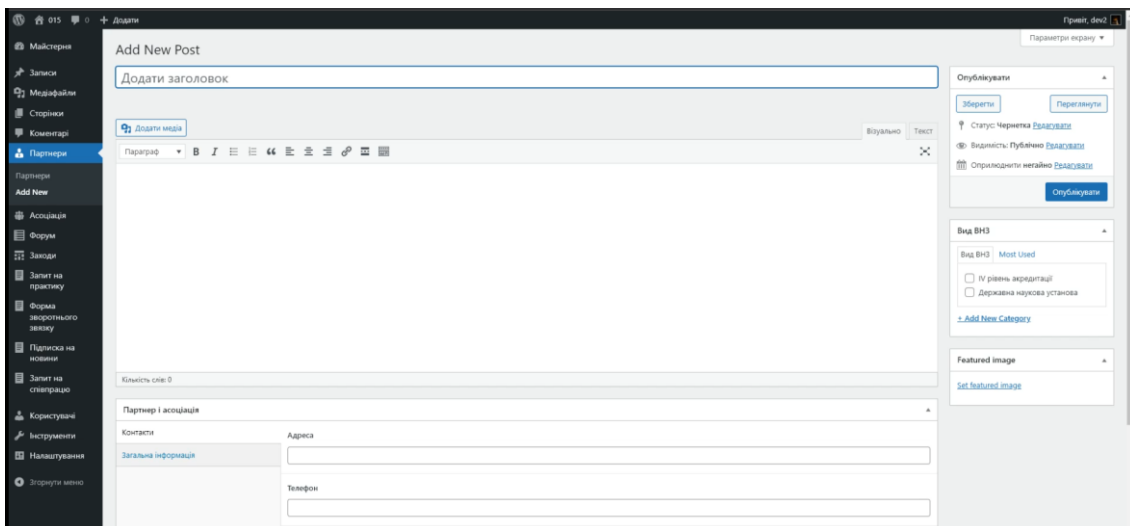 015
0
+ Додати
Привіт, dev2
Параметри екрану ▼
Майстерня
Записи
Медіафайли
Сторінки
Коментарі
Партнери
Партнери
Add New
Асоціація
Форум
Заходи
Запит на
практику
Форма
зворотнього
звязку
Підписка на
новини
Запит на
співпрацю
Користувачі
Інструменти
Налаштування
Згорнути меню
Add New Post
Додати заголовок
Додати медіа
Візуально
Текст
Параграф
B I
Кількість слів: 0
Партнер і асоціація
Контакти
Загальна інформація
Адреса
Телефон
Опублікувати
Зберегти
Переглянути
Статус: Чернетка Редагувати
Видимість: Публічно Редагувати
Оприлюднити негайно Редагувати
Опублікувати
Вид ВНЗ
Вид ВНЗ
Most Used
IV рівень акредитації
Державна наукова установа
+ Add New Category
Featured image
Set featured image